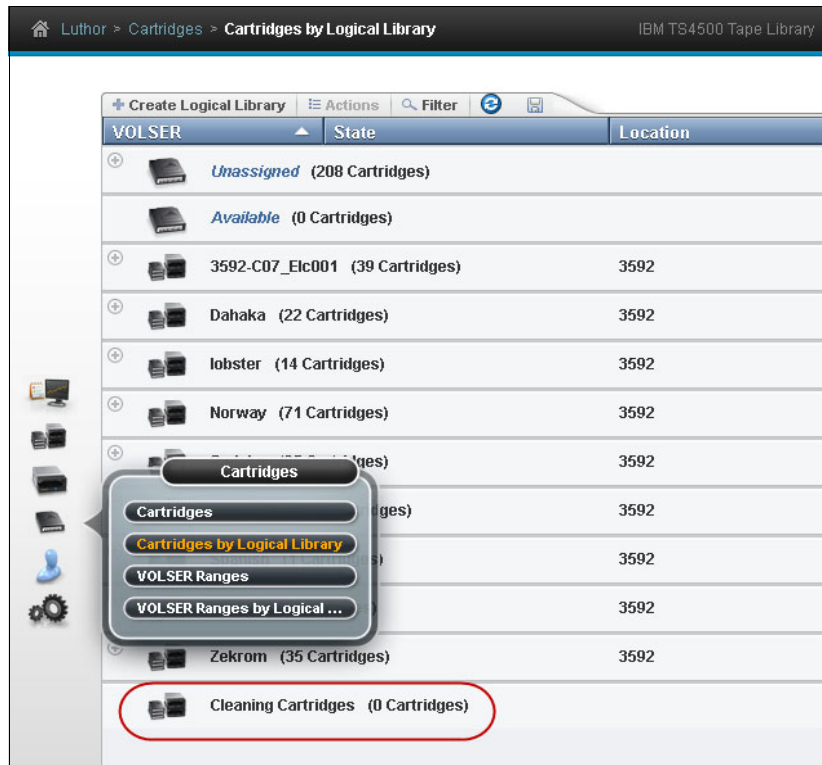 Luthor > Cartridges > Cartridges by Logical Library IBM TS4500 Tape Library
Create Logical Library Actions Filter
VOLSER State Location
Unassigned (208 Cartridges)
Available (0 Cartridges)
3592-C07_Elc001 (39 Cartridges) 3592
Dahaka (22 Cartridges) 3592
lobster (14 Cartridges) 3592
Norway (71 Cartridges) 3592
3592
3592
3592
3592
Cartridges
Cartridges
Cartridges by Logical Library
VOLSER Ranges
VOLSER Ranges by Logical ...
Zekrom (35 Cartridges) 3592
Cleaning Cartridges (0 Cartridges)